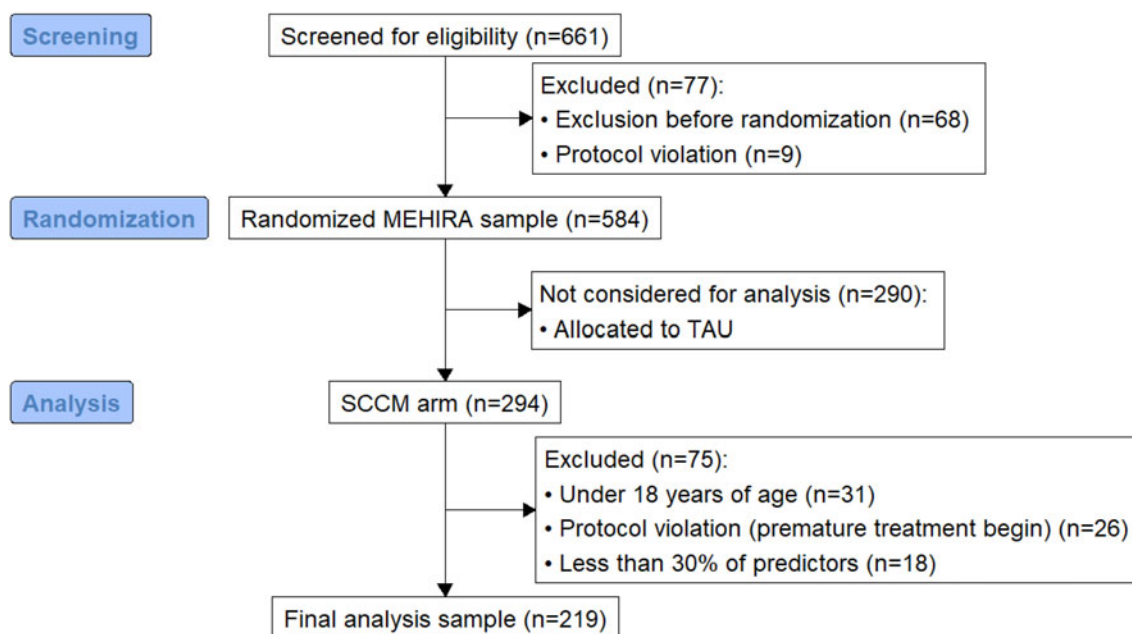 Screening
Screened for eligibility (n=661)
Excluded (n=77):
• Exclusion before randomization (n=68)
• Protocol violation (n=9)
Randomization
Randomized MEHIRA sample (n=584)
Not considered for analysis (n=290):
• Allocated to TAU
Analysis
SCCM arm (n=294)
Excluded (n=75):
• Under 18 years of age (n=31)
• Protocol violation (premature treatment begin) (n=26)
• Less than 30% of predictors (n=18)
Final analysis sample (n=219)